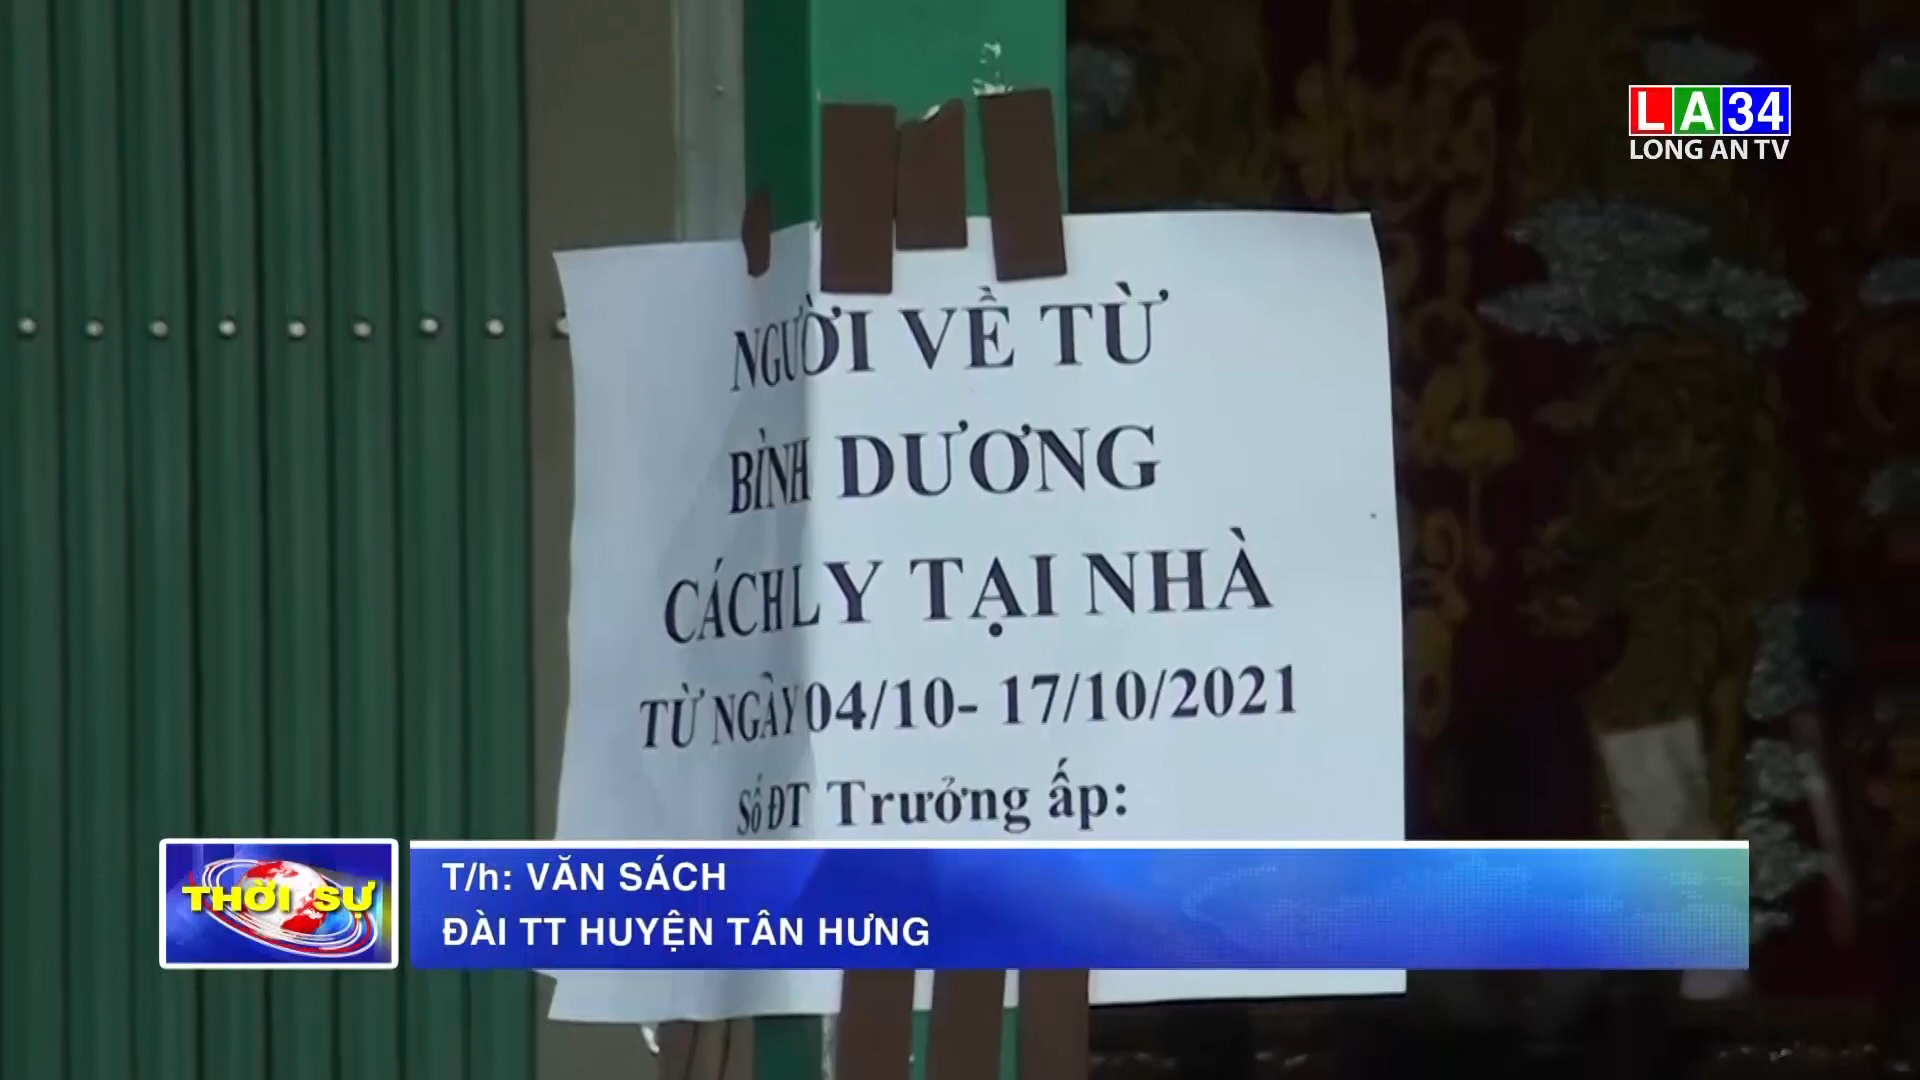 LA34
LONG AN TV
NGƯỜI VỀ TỪ
BÌNH DƯƠNG
CÁCH LY TẠI NHÀ
TỪ NGÀY 04/10- 17/10/2021
Số ĐT Trưởng ấp:
THỜI SỰ
T/h: VĂN SÁCH
ĐÀI TT HUYỆN TÂN HƯNG